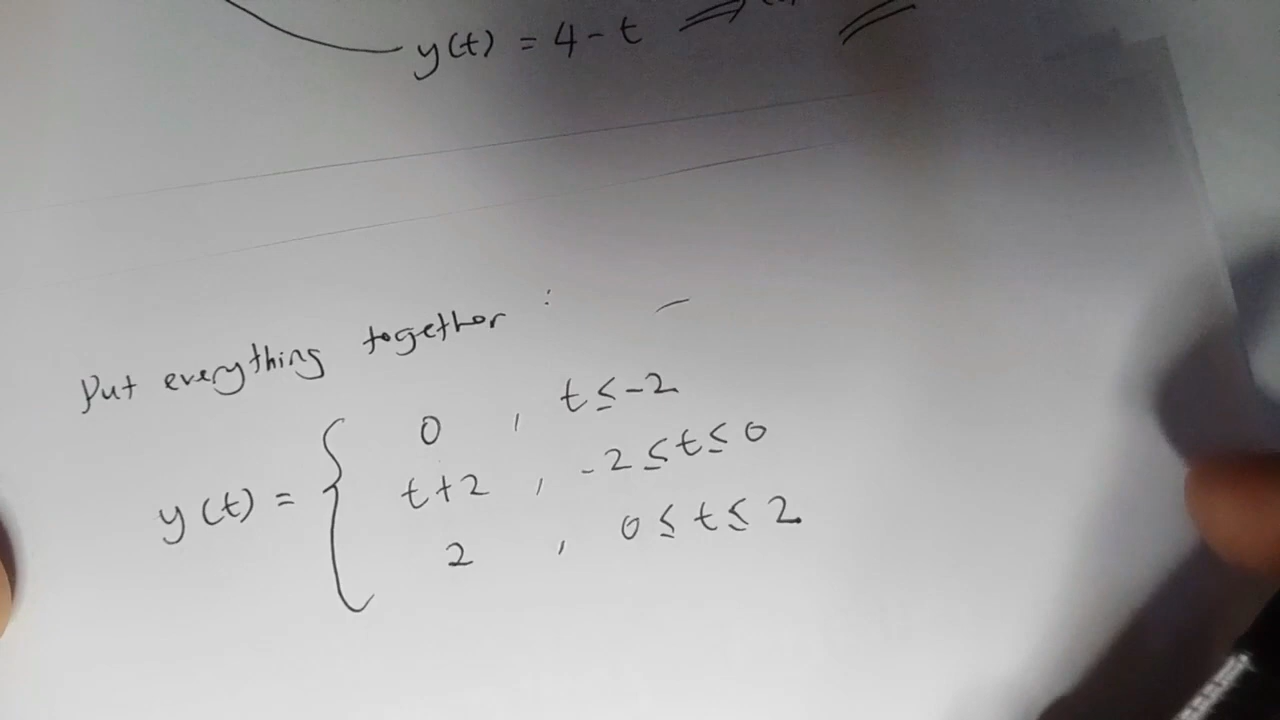 y(t) = 4 - t ⇒
Put everything together :
0 , t ≤ -2
y(t) = { t+2 , -2 ≤ t ≤ 0
2 , 0 ≤ t ≤ 2